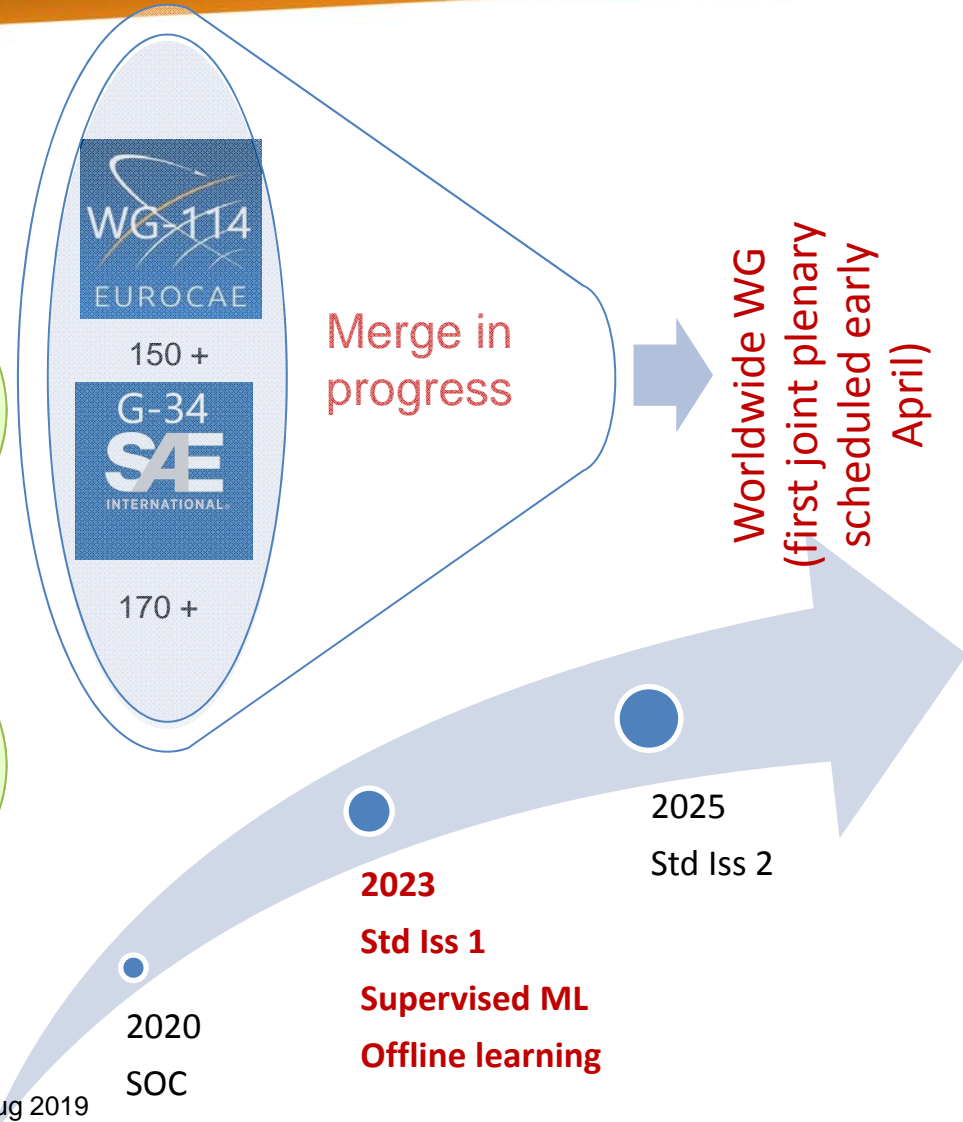 WG-114
EUROCAE
150 +
G-34
SAE
INTERNATIONAL®
170 +
Merge in
progress
Worldwide WG
(first joint plenary
scheduled early
April)
2025
Std Iss 2
2023
Std Iss 1
Supervised ML
Offline learning
2020
SOC
2019